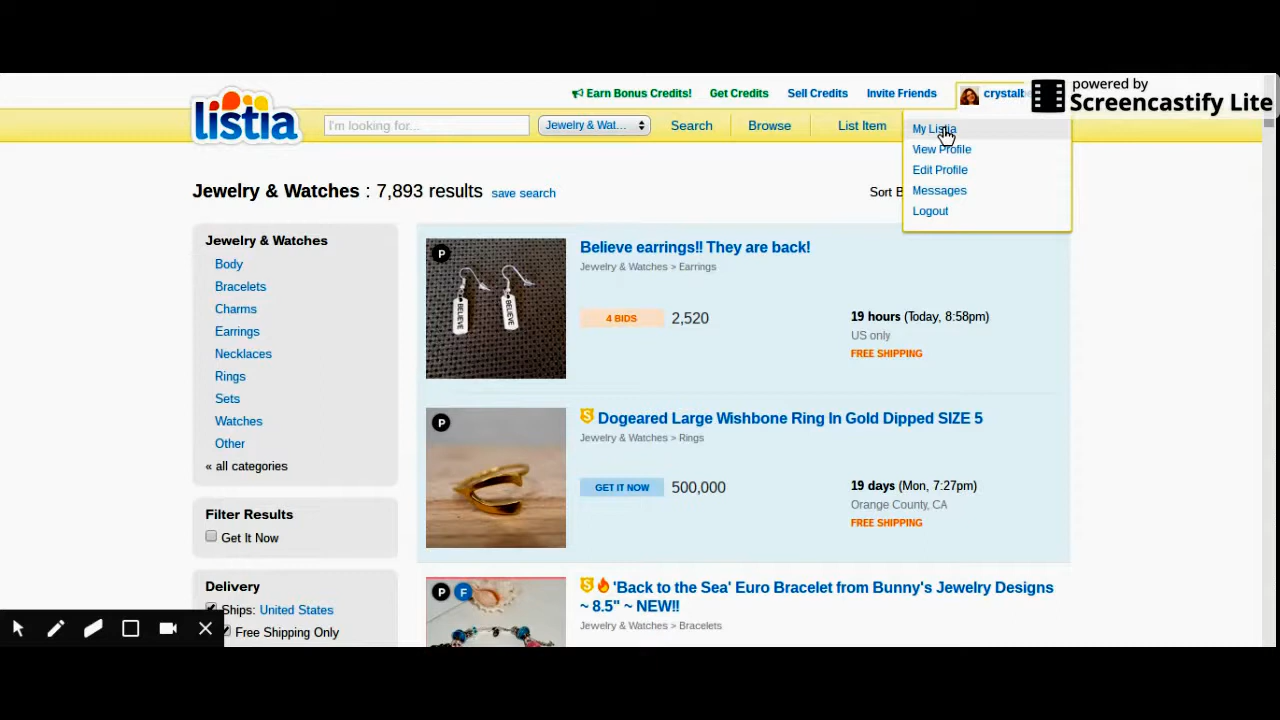 powered by
Screencastify Lite
Earn Bonus Credits!
Get Credits
Sell Credits
Invite Friends
crystalb
listia
I'm looking for...
Jewelry & Wat...
Search
Browse
List Item
My Listia
View Profile
Edit Profile
Messages
Logout
Jewelry & Watches : 7,893 results save search
Sort B
Jewelry & Watches
Body
Bracelets
Charms
Earrings
Necklaces
Rings
Sets
Watches
Other
« all categories
Filter Results
Get It Now
Delivery
Ships: United States
Free Shipping Only
P
Believe earrings!! They are back!
Jewelry & Watches > Earrings
BELIEVE
BELIEVE
4 BIDS 2,520
19 hours (Today, 8:58pm)
US only
FREE SHIPPING
P
S Dogeared Large Wishbone Ring In Gold Dipped SIZE 5
Jewelry & Watches > Rings
GET IT NOW 500,000
19 days (Mon, 7:27pm)
Orange County, CA
FREE SHIPPING
P F
S 'Back to the Sea' Euro Bracelet from Bunny's Jewelry Designs
~ 8.5" ~ NEW!!
Jewelry & Watches > Bracelets